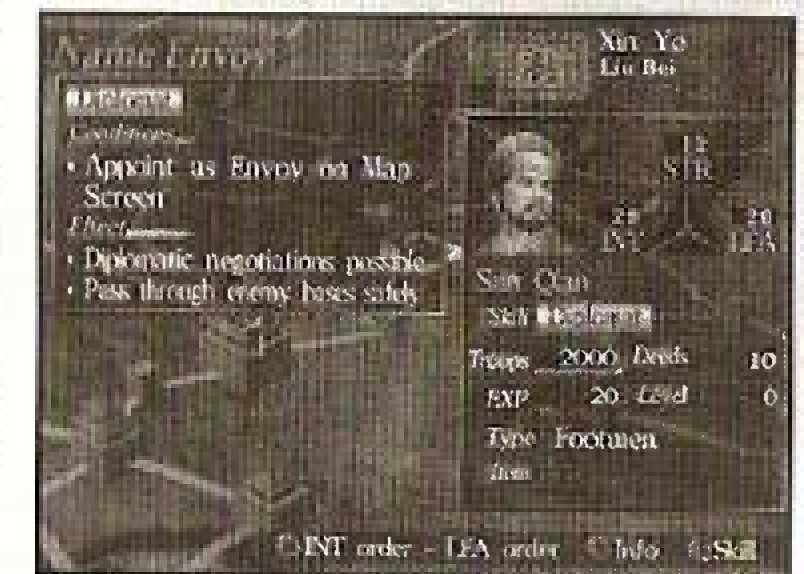 Name Envoy
Xin Ye
Liu Bei
Conditions
• Appoint as Envoy on Map
Screen
Effect
• Diplomatic negotiations possible
• Pass through enemy bases safely
STR
INT
LEA
Sun Qian
Skill
Troops 2000 Deeds 10
EXP 20 Level 0
Type Footmen
Item
INT order - LEA order Info Skill